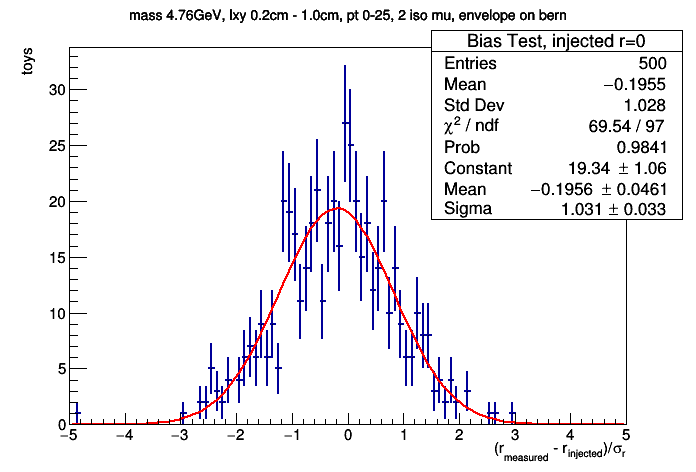 mass 4.76GeV, lxy 0.2cm - 1.0cm, pt 0-25, 2 iso mu, envelope on bern
Bias Test, injected r=0
Entries 500
Mean −0.1955
Std Dev 1.028
χ² / ndf 69.54 / 97
Prob 0.9841
Constant 19.34 ± 1.06
Mean −0.1956 ± 0.0461
Sigma 1.031 ± 0.033
toys
30
25
20
15
10
5
0
−5 −4 −3 −2 −1 0 1 2 3 4 5
(r_measured - r_injected)/σ_r